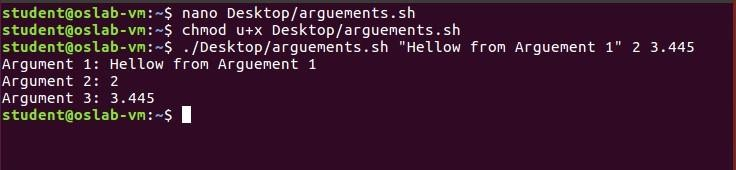 student@oslab-vm:~$ nano Desktop/arguements.sh
student@oslab-vm:~$ chmod u+x Desktop/arguements.sh
student@oslab-vm:~$ ./Desktop/arguements.sh "Hellow from Arguement 1" 2 3.445
Argument 1: Hellow from Arguement 1
Argument 2: 2
Argument 3: 3.445
student@oslab-vm:~$